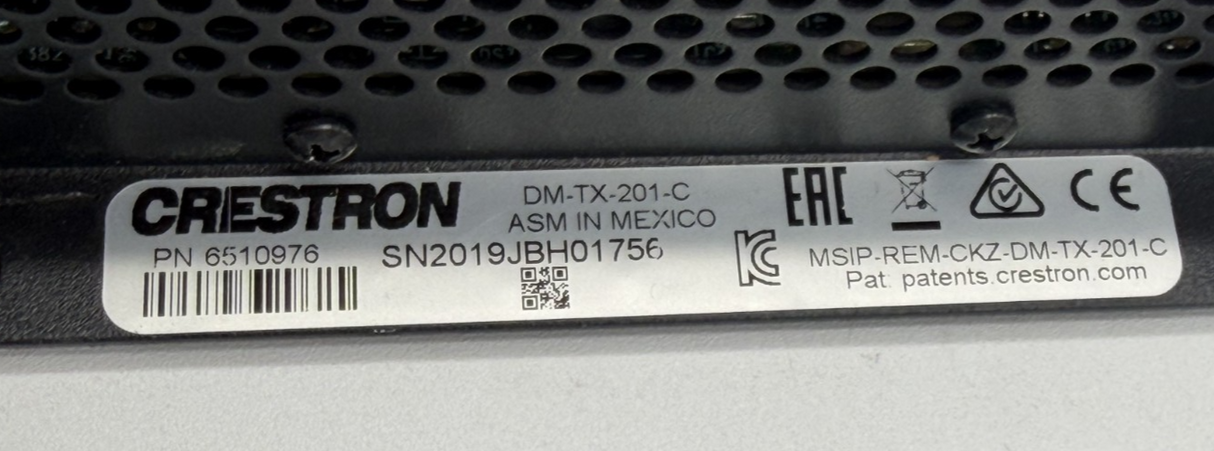 CRESTRON
DM-TX-201-C
ASM IN MEXICO
PN 6510976
SN2019JBH01756
EAC
CE
KC
MSIP-REM-CKZ-DM-TX-201-C
Pat. patents.crestron.com